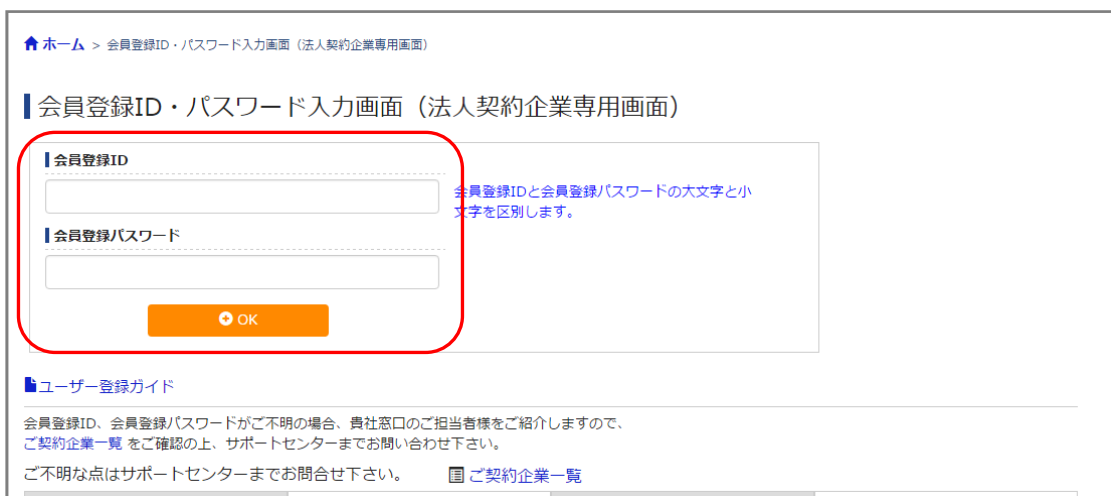 ホーム > 会員登録ID・パスワード入力画面（法人契約企業専用画面）
会員登録ID・パスワード入力画面（法人契約企業専用画面）
会員登録ID
会員登録IDと会員登録パスワードの大文字と小
文字を区別します。
会員登録パスワード
OK
ユーザー登録ガイド
会員登録ID、会員登録パスワードがご不明の場合、貴社窓口のご担当者様をご紹介しますので、
ご契約企業一覧 をご確認の上、サポートセンターまでお問い合わせ下さい。
ご不明な点はサポートセンターまでお問合せ下さい。 ご契約企業一覧